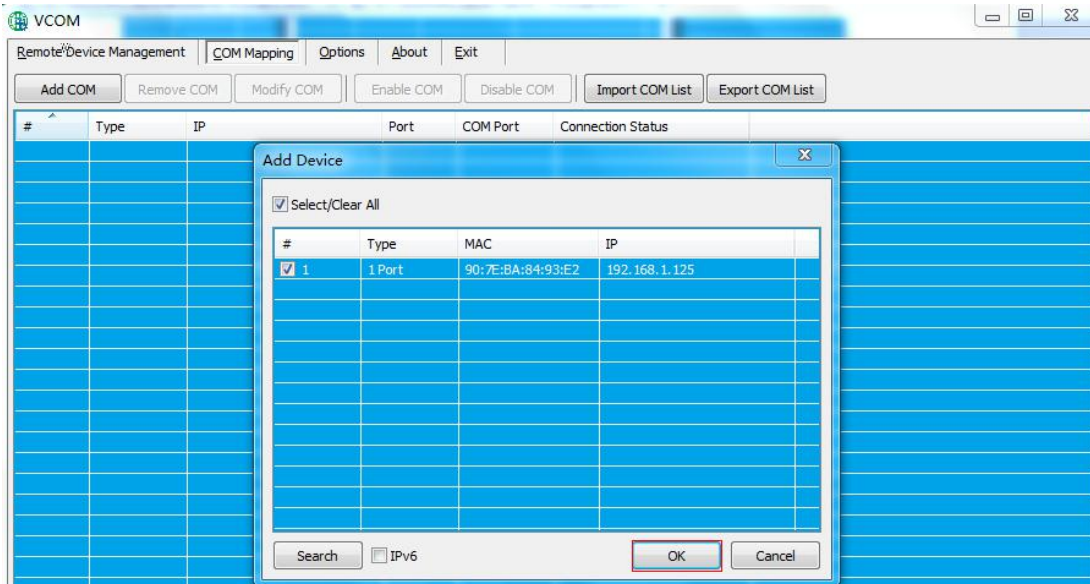 VCOM
Remote Device Management COM Mapping Options About Exit
Add COM Remove COM Modify COM Enable COM Disable COM Import COM List Export COM List
# Type IP Port COM Port Connection Status
Add Device
Select/Clear All
# Type MAC IP
1 1 Port 90:7E:BA:84:93:E2 192.168.1.125
Search IPv6 OK Cancel